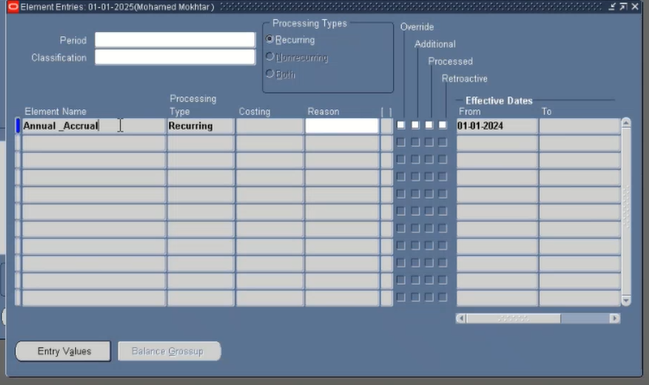 Element Entries: 01-01-2025(Mohamed Mokhtar )
Period
Classification
Processing Types
Recurring
Nonrecurring
Both
Override
Additional
Processed
Retroactive
Effective Dates
Element Name Processing Type Costing Reason [ ] From To
Annual _Accrual Recurring 01-01-2024
Entry Values Balance Grossup